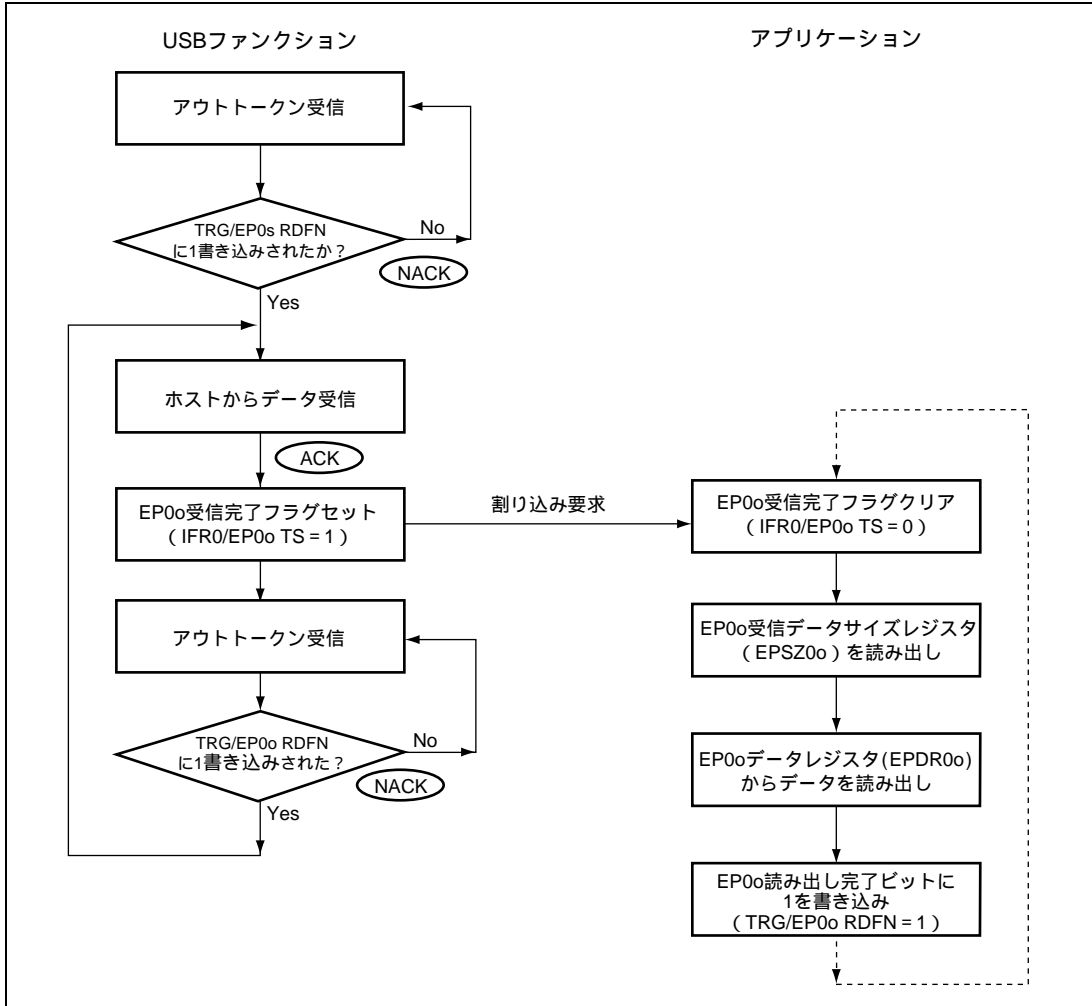 USBファンクション
アプリケーション
アウトトークン受信
TRG/EP0s RDFN
に1書き込みされたか?
No
NACK
Yes
ホストからデータ受信
ACK
EP0o受信完了フラグセット
(IFR0/EP0o TS = 1)
割り込み要求
EP0o受信完了フラグクリア
(IFR0/EP0o TS = 0)
アウトトークン受信
EP0o受信データサイズレジスタ
(EPSZ0o)を読み出し
TRG/EP0o RDFN
に1書き込みされた?
No
NACK
Yes
EP0oデータレジスタ(EPDR0o)
からデータを読み出し
EP0o読み出し完了ビットに
1を書き込み
(TRG/EP0o RDFN = 1)